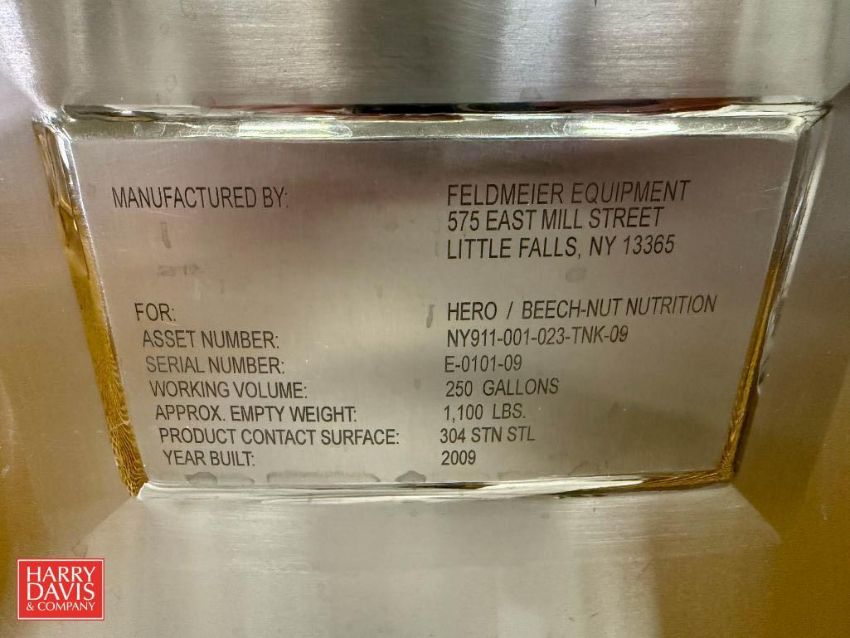 MANUFACTURED BY: FELDMEIER EQUIPMENT
575 EAST MILL STREET
LITTLE FALLS, NY 13365
FOR: HERO / BEECH-NUT NUTRITION
ASSET NUMBER: NY911-001-023-TNK-09
SERIAL NUMBER: E-0101-09
WORKING VOLUME: 250 GALLONS
APPROX. EMPTY WEIGHT: 1,100 LBS.
PRODUCT CONTACT SURFACE: 304 STN STL
YEAR BUILT: 2009
HARRY
DAVIS
& COMPANY